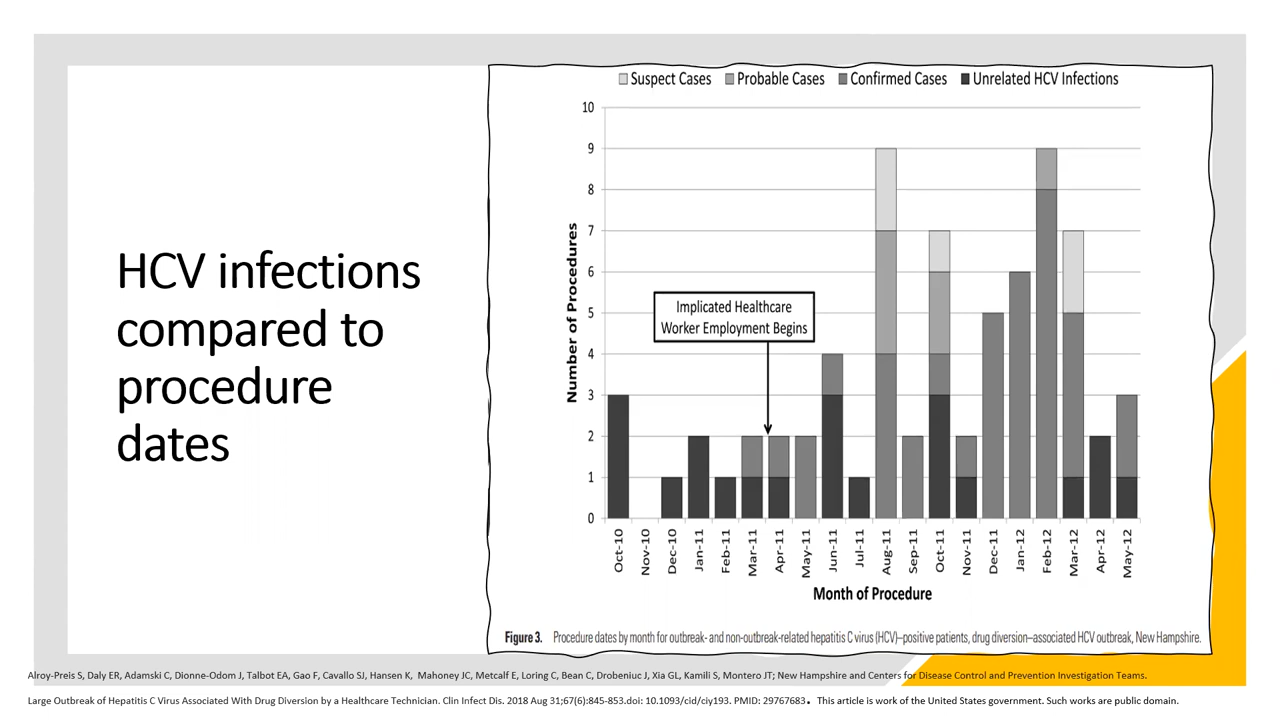 HCV infections
compared to
procedure
dates
Suspect Cases Probable Cases Confirmed Cases Unrelated HCV Infections
10
9
8
7
6
5
4
3
2
1
0
Number of Procedures
Implicated Healthcare
Worker Employment Begins
Oct-10 Nov-10 Dec-10 Jan-11 Feb-11 Mar-11 Apr-11 May-11 Jun-11 Jul-11 Aug-11 Sep-11 Oct-11 Nov-11 Dec-11 Jan-12 Feb-12 Mar-12 Apr-12 May-12
Month of Procedure
Figure 3. Procedure dates by month for outbreak- and non-outbreak-related hepatitis C virus (HCV)–positive patients, drug diversion–associated HCV outbreak, New Hampshire.
Alroy-Preis S, Daly ER, Adamski C, Dionne-Odom J, Talbot EA, Gao F, Cavallo SJ, Hansen K, Mahoney JC, Metcalf E, Loring C, Bean C, Drobeniuc J, Xia GL, Kamili S, Montero JT; New Hampshire and Centers for Disease Control and Prevention Investigation Teams.
Large Outbreak of Hepatitis C Virus Associated With Drug Diversion by a Healthcare Technician. Clin Infect Dis. 2018 Aug 31;67(6):845-853.doi: 10.1093/cid/ciy193. PMID: 29767683. This article is work of the United States government. Such works are public domain.